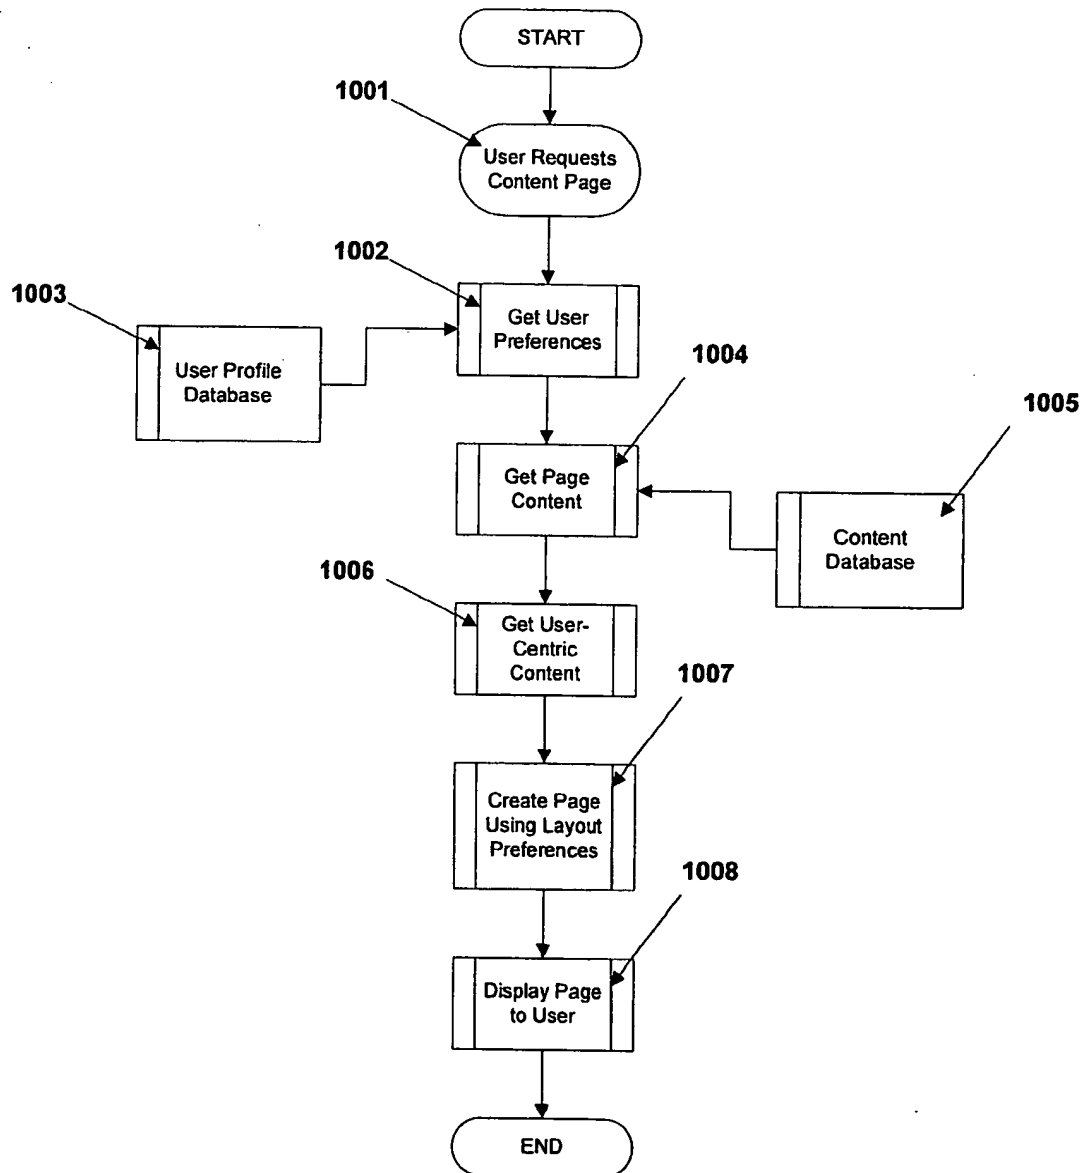 START
1001
User Requests
Content Page
1002
Get User
Preferences
1003
User Profile
Database
1004
Get Page
Content
1005
Content
Database
1006
Get User-
Centric
Content
1007
Create Page
Using Layout
Preferences
1008
Display Page
to User
END